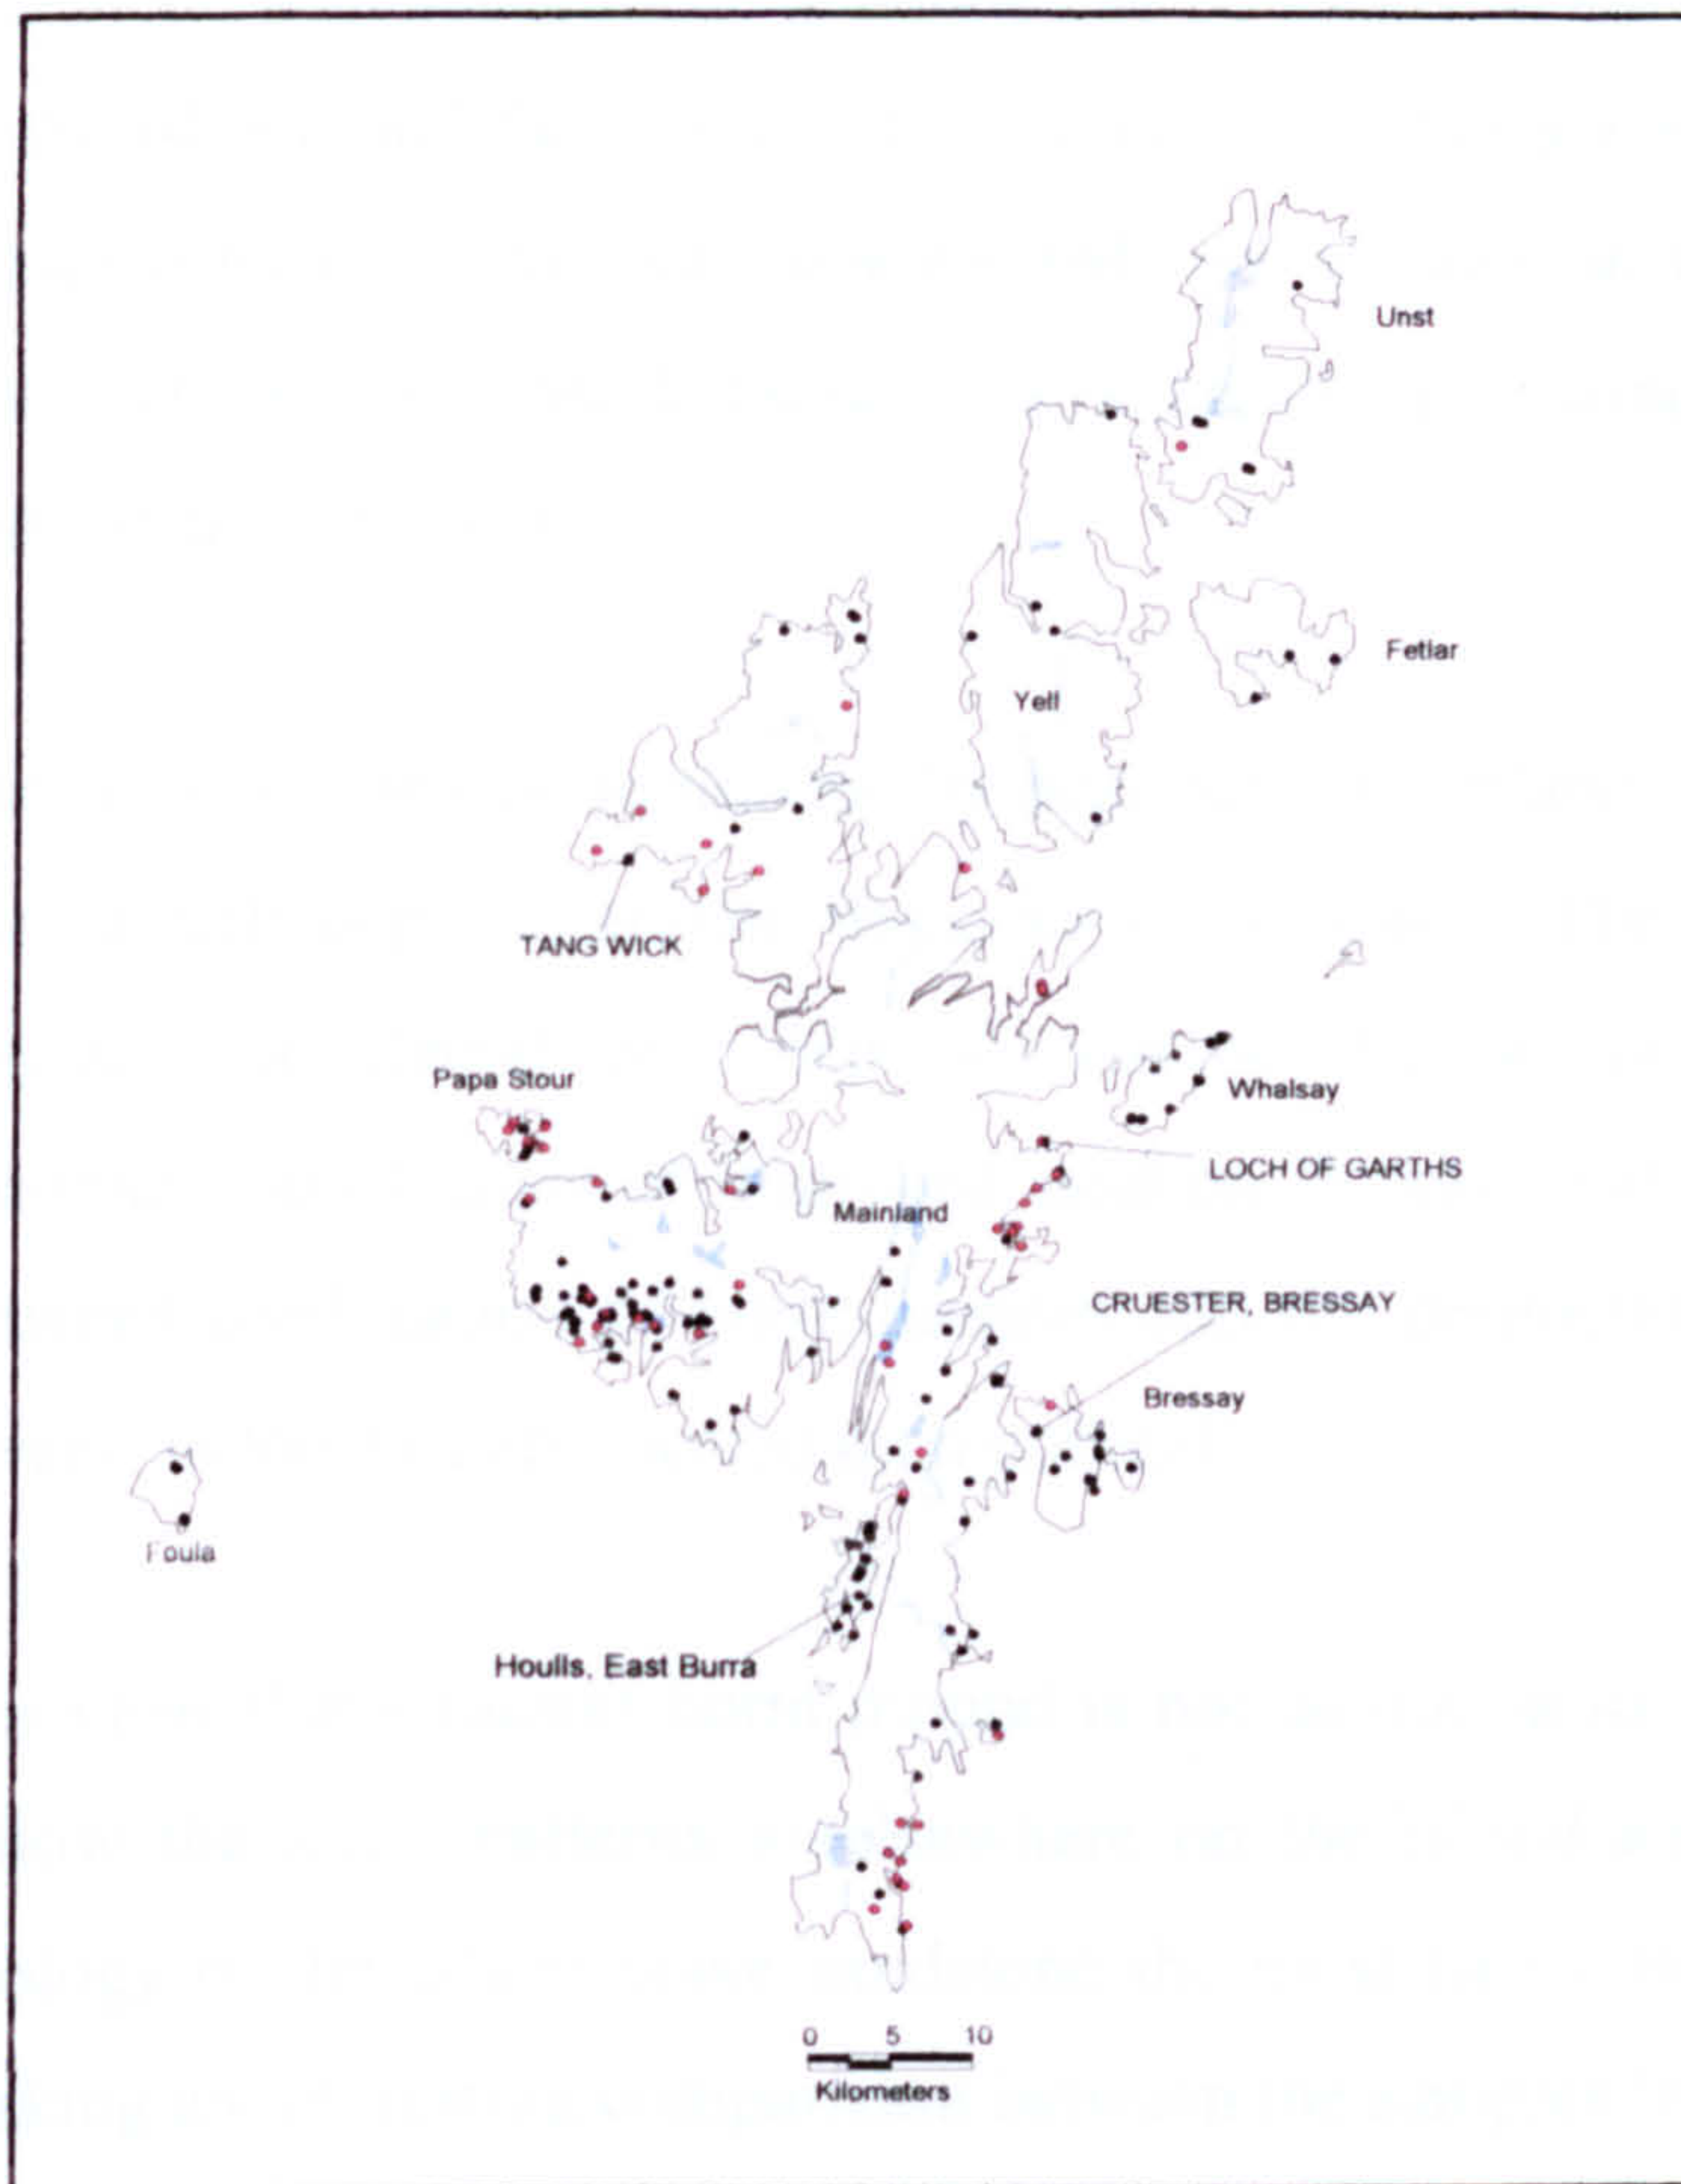 Unst
Fetlar
Yell
TANG WICK
Papa Stour
Whalsay
LOCH OF GARTHS
Mainland
CRUESTER, BRESSAY
Bressay
Foula
Houlls, East Burra
0 5 10
Kilometers